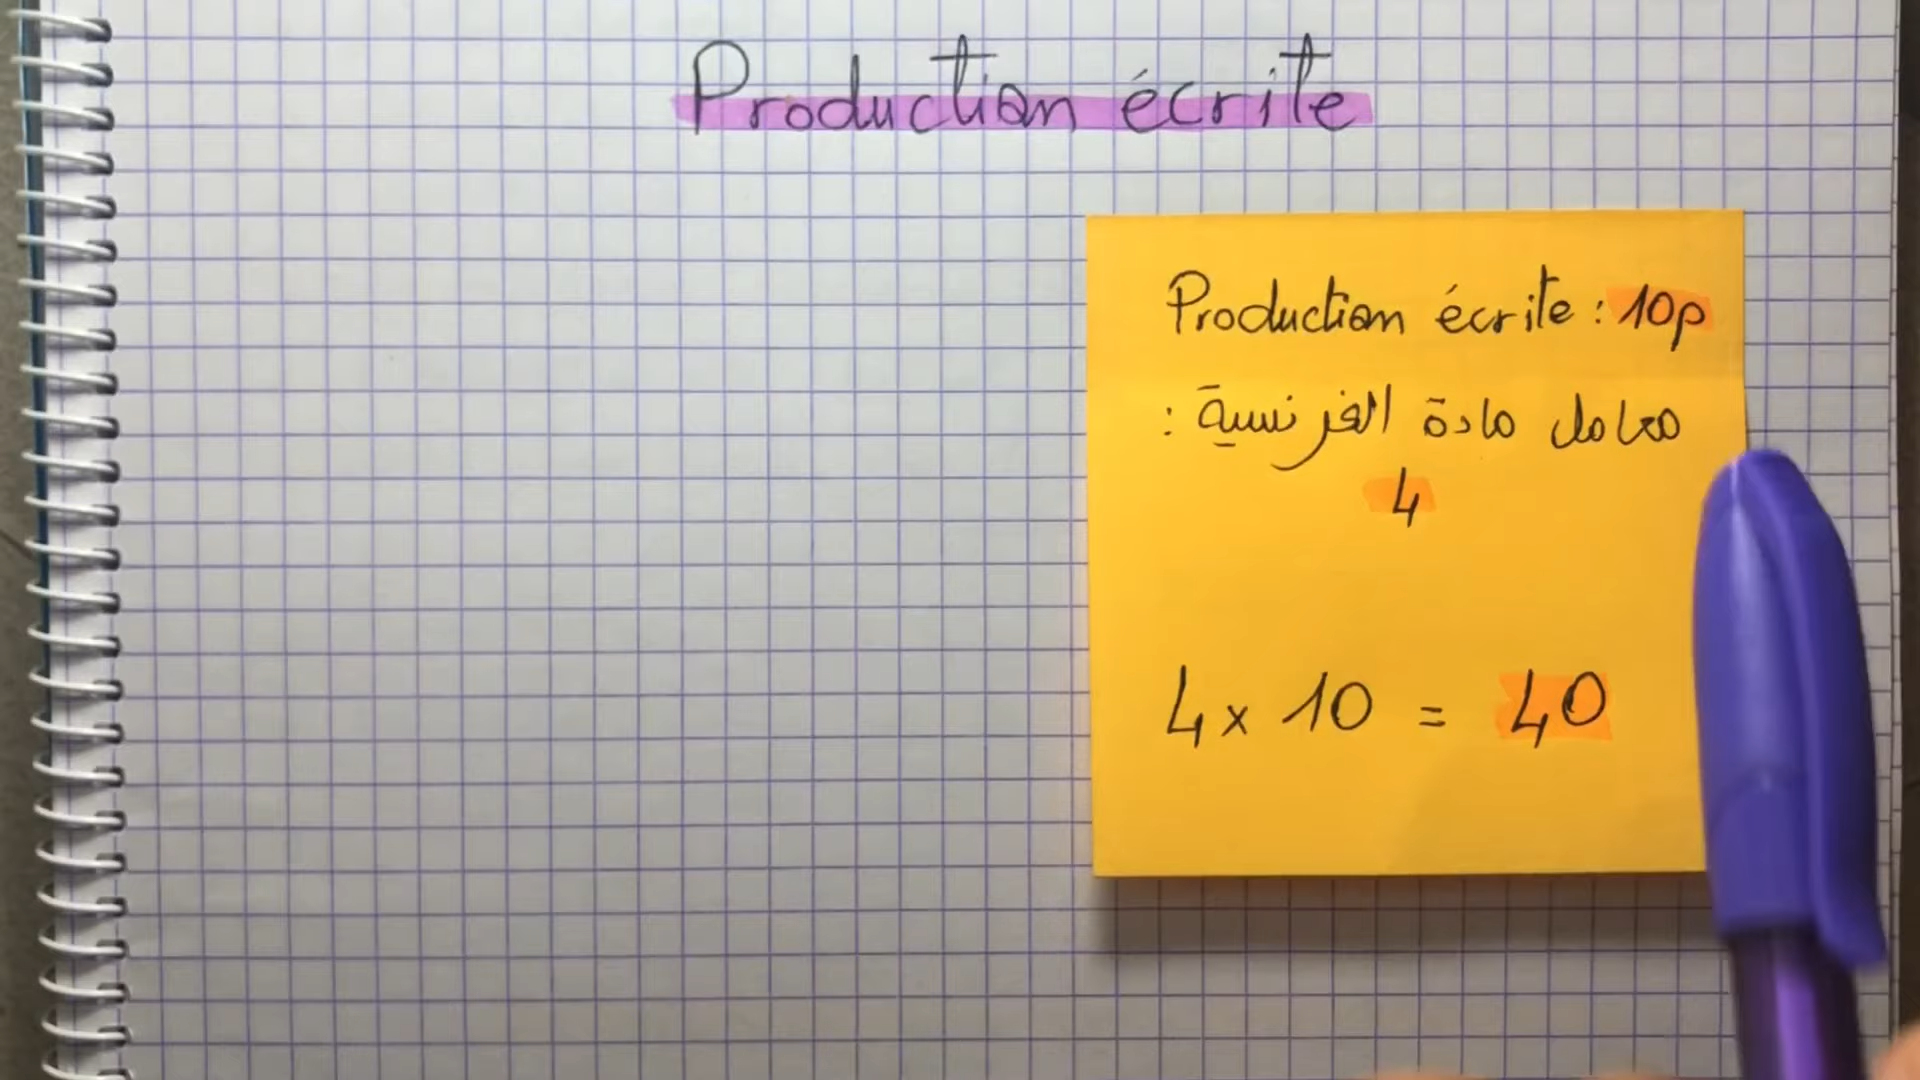 Production écrite
Production écrite : 10p
معامل مادة الفرنسية :
4
4 x 10 = 40